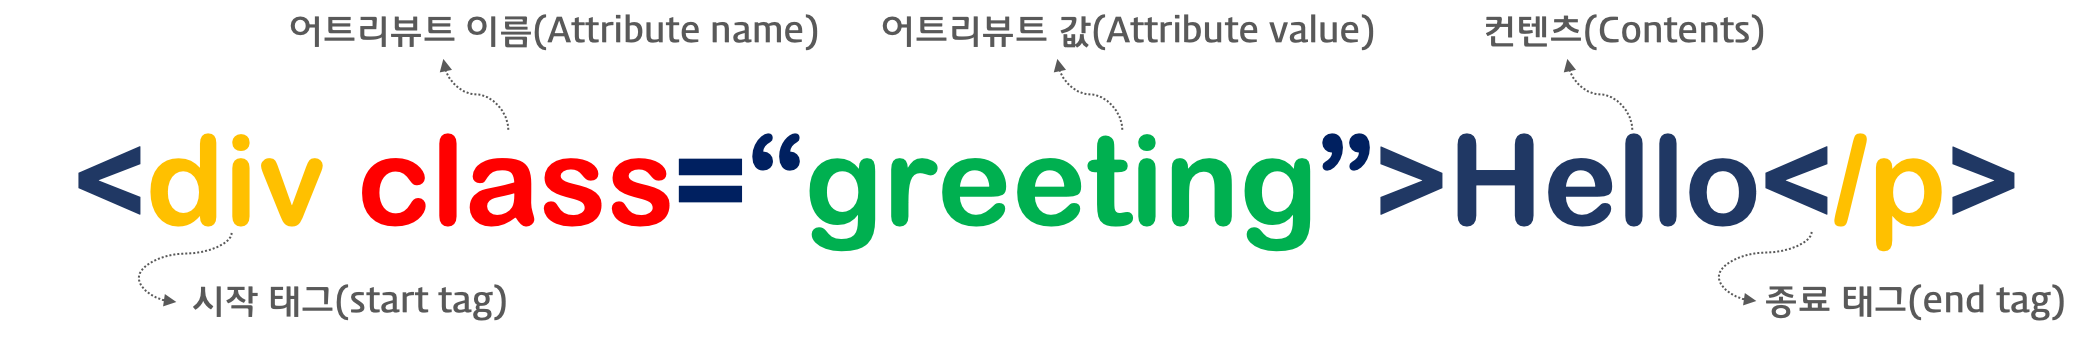 어트리뷰트 이름(Attribute name) 어트리뷰트 값(Attribute value) 컨텐츠(Contents)
<div class=“greeting”>Hello</p>
시작 태그(start tag) 종료 태그(end tag)